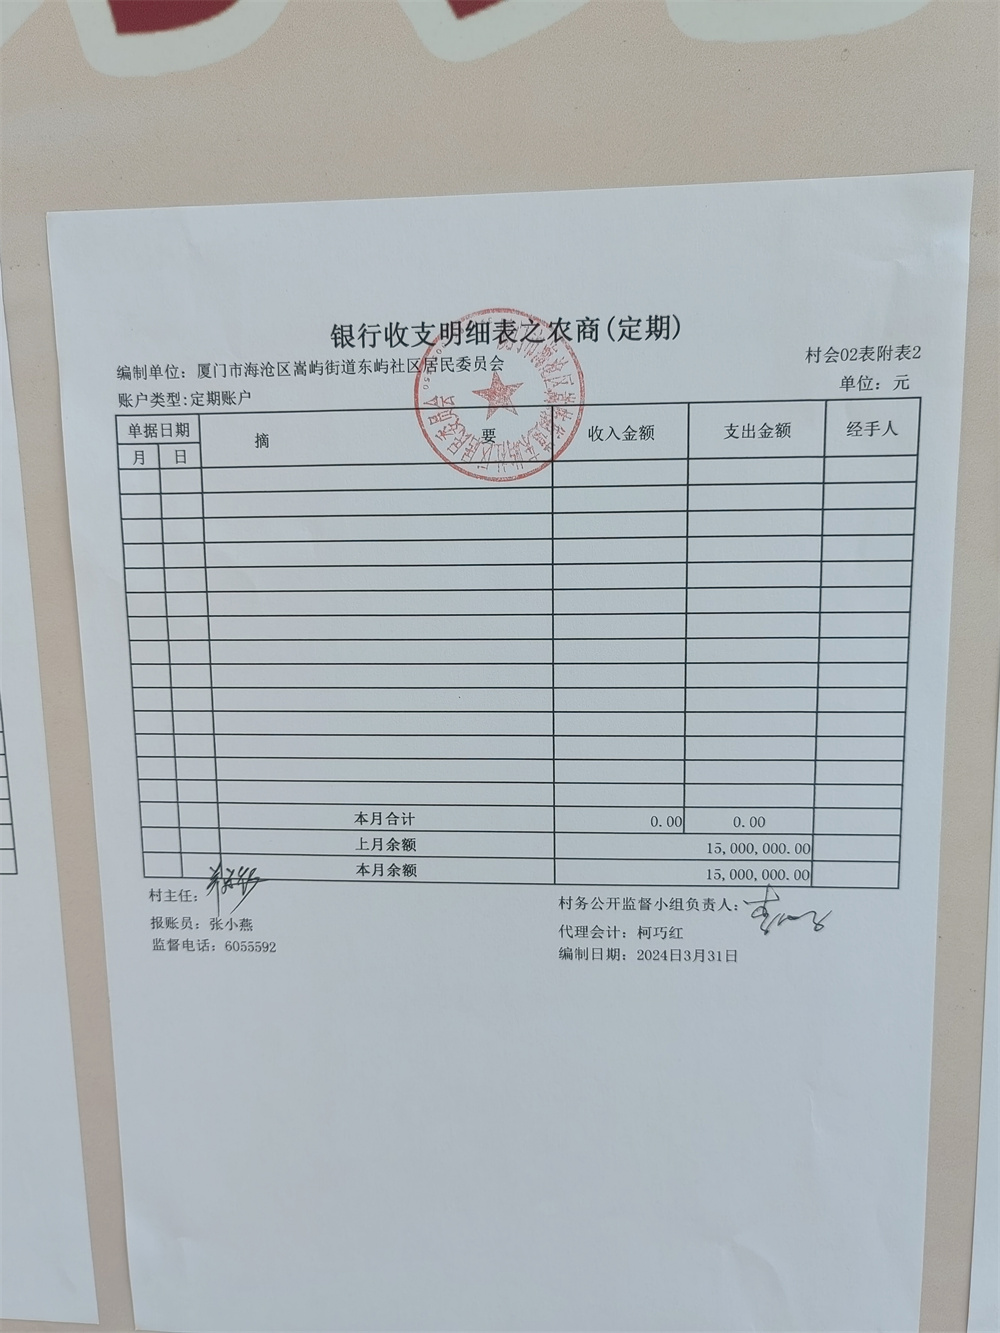 银行收支明细表之农商(定期)
村会02表附表2
编制单位：厦门市海沧区嵩屿街道东屿社区居民委员会
单位：元
账户类型:定期账户
单据日期 摘 要 收入金额 支出金额 经手人
月 日
本月合计 0.00 0.00
上月余额 15,000,000.00
本月余额 15,000,000.00
村主任：
村务公开监督小组负责人：
报账员：张小燕
代理会计：柯巧红
监督电话：6055592
编制日期：2024日3月31日